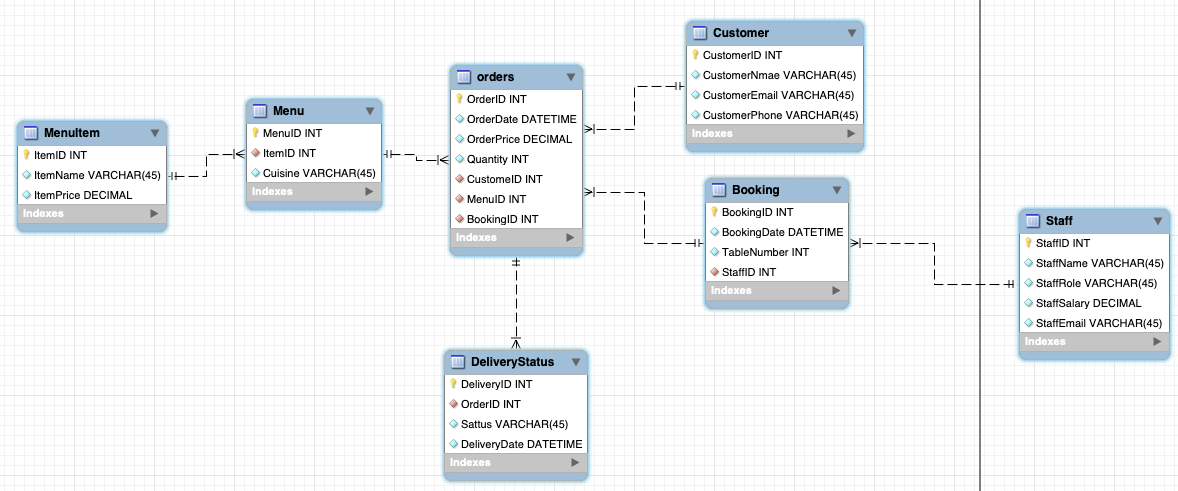 MenuItem
ItemID INT
ItemName VARCHAR(45)
ItemPrice DECIMAL
Indexes
Menu
MenuID INT
ItemID INT
Cuisine VARCHAR(45)
Indexes
orders
OrderID INT
OrderDate DATETIME
OrderPrice DECIMAL
Quantity INT
CustomeID INT
MenuID INT
BookingID INT
Indexes
Customer
CustomerID INT
CustomerNmae VARCHAR(45)
CustomerEmail VARCHAR(45)
CustomerPhone VARCHAR(45)
Indexes
Booking
BookingID INT
BookingDate DATETIME
TableNumber INT
StaffID INT
Indexes
Staff
StaffID INT
StaffName VARCHAR(45)
StaffRole VARCHAR(45)
StaffSalary DECIMAL
StaffEmail VARCHAR(45)
Indexes
DeliveryStatus
DeliveryID INT
OrderID INT
Sattus VARCHAR(45)
DeliveryDate DATETIME
Indexes